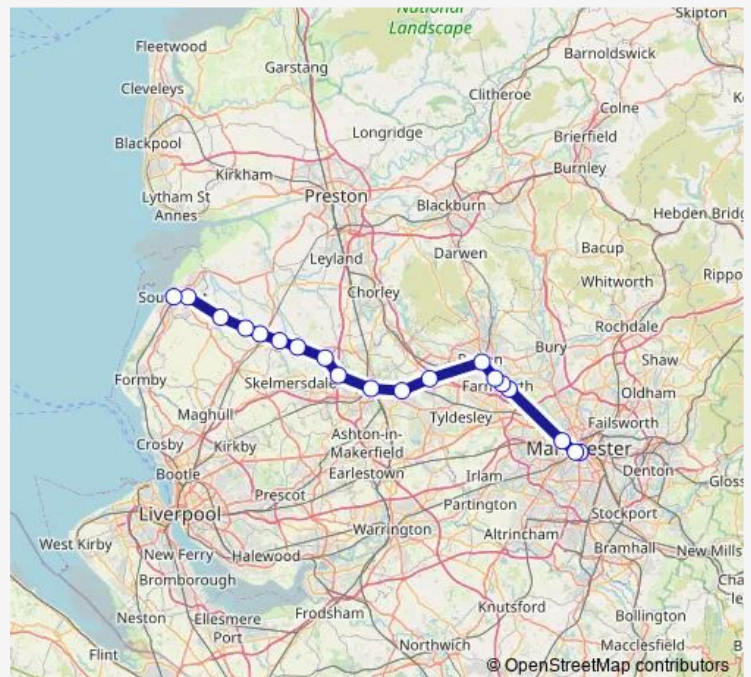 National
Landscape
Skipton
Fleetwood
Garstang
Barnoldswick
Cleveleys
Clitheroe
Colne
Longridge
Brierfield
Blackpool
Kirkham
Burnley
Preston
Lytham St
Annes
Blackburn
Hebden Bridg
Darwen
Bacup
Leyland
Whitworth
Rippo
Chorley
Sou
Rochdale
Bury
Shaw
Formby
Skelmersdale
Oldham
Maghull
Tyldesley
Failsworth
Ashton-in-
Makerfield
Crosby
Kirkby
Denton
Gloss
Bootle
Earlestown
Irlam
Prescot
Partington
Stockport
Liverpool
Warrington
Altrincham
West Kirby
Bramhall
New Mills
New Ferry
Halewood
Bromborough
Knutsford
Neston
Ellesmere
Port
Frodsham
Bollington
Northwich
Macclesfield
Flint
© OpenStreetMap contributors